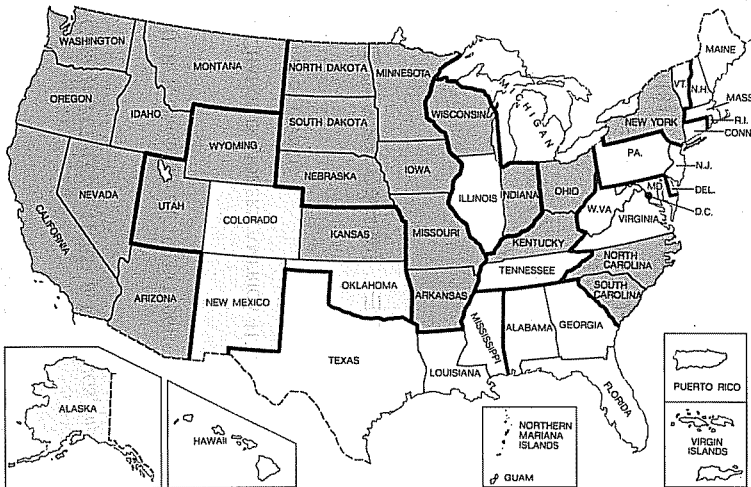 WASHINGTON
OREGON
CALIFORNIA
NEVADA
IDAHO
MONTANA
WYOMING
UTAH
COLORADO
ARIZONA
NEW MEXICO
NORTH DAKOTA
SOUTH DAKOTA
NEBRASKA
KANSAS
OKLAHOMA
TEXAS
MINNESOTA
IOWA
MISSOURI
ARKANSAS
LOUISIANA
WISCONSIN
ILLINOIS
MICHIGAN
INDIANA
OHIO
KENTUCKY
TENNESSEE
MISSISSIPPI
ALABAMA
GEORGIA
FLORIDA
SOUTH
CAROLINA
NORTH
CAROLINA
VIRGINIA
W.VA
MD.
D.C.
DEL.
N.J.
PA.
NEW YORK
CONN
R.I.
MASS
VT.
N.H.
MAINE
ALASKA
HAWAII
NORTHERN
MARIANA
ISLANDS
GUAM
PUERTO RICO
VIRGIN
ISLANDS